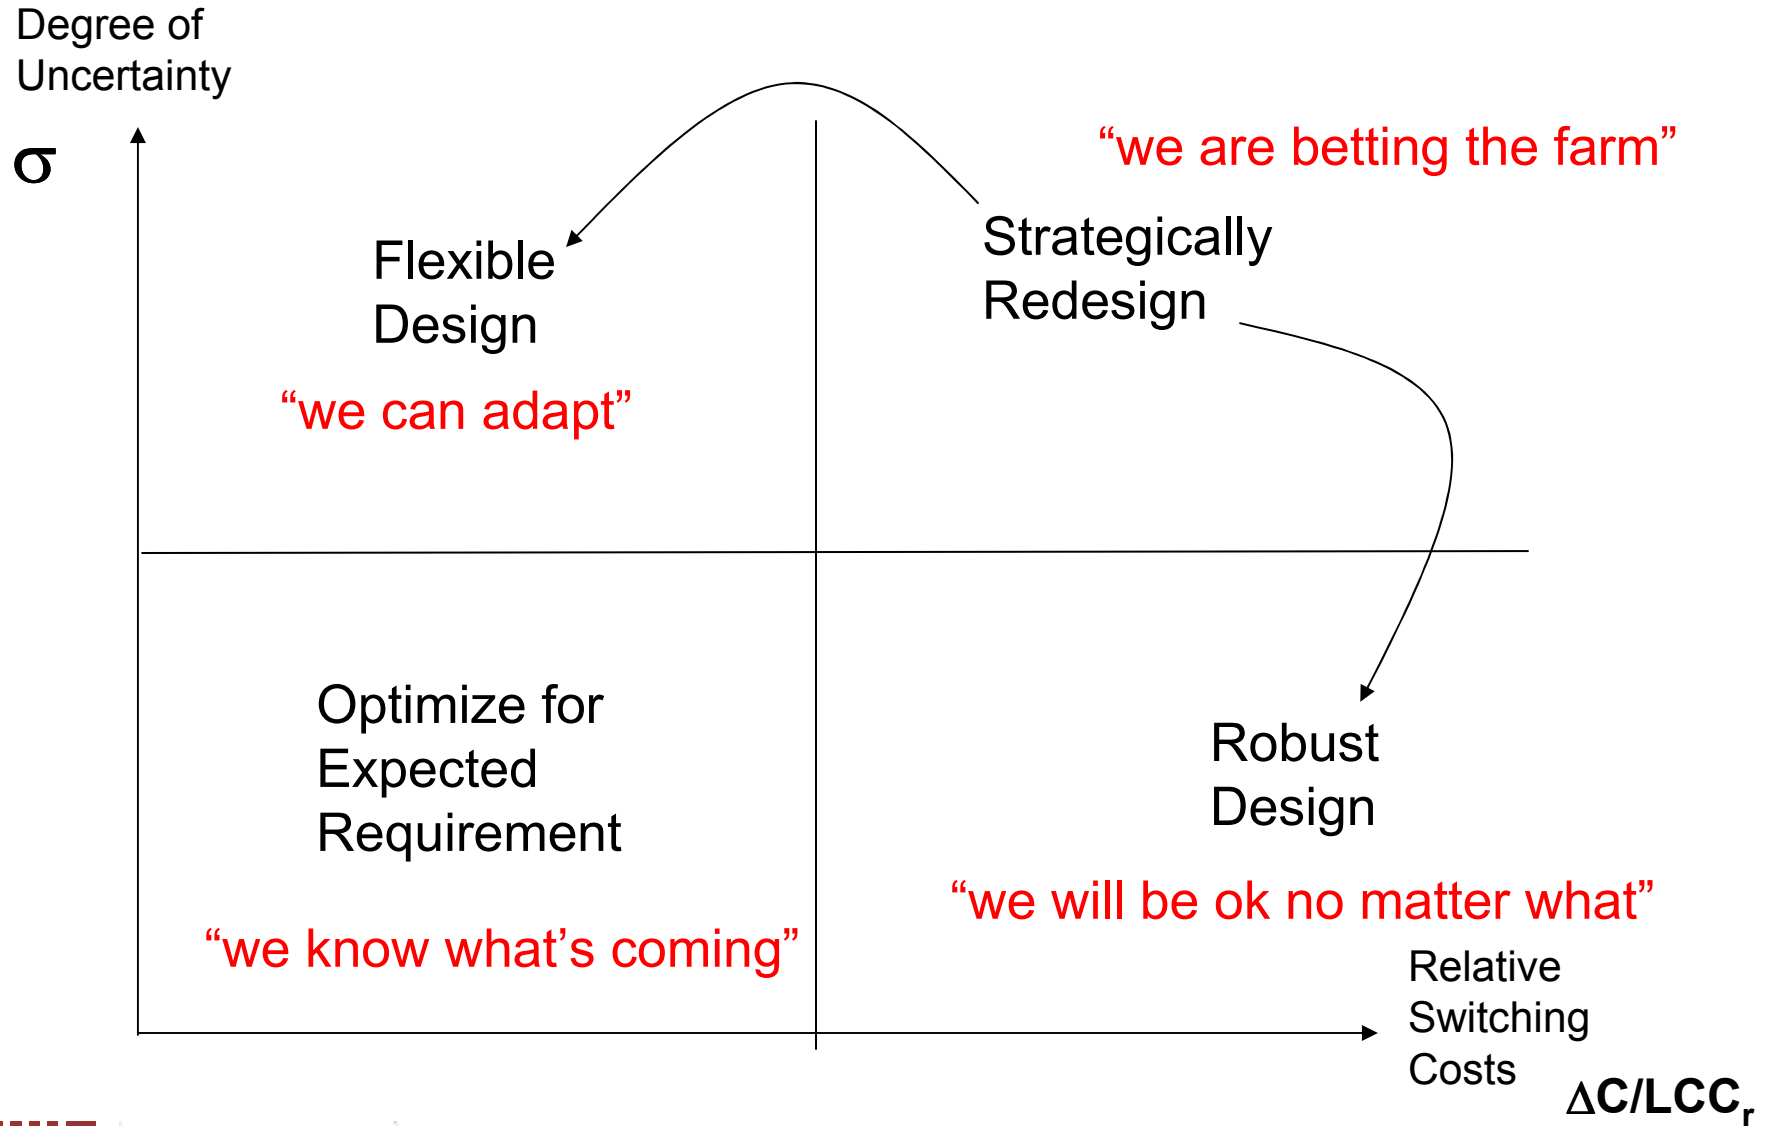 Degree of
Uncertainty
σ
“we are betting the farm”
Flexible
Design
Strategically
Redesign
“we can adapt”
Optimize for
Expected
Requirement
Robust
Design
“we will be ok no matter what”
“we know what’s coming”
Relative
Switching
Costs
ΔC/LCCr